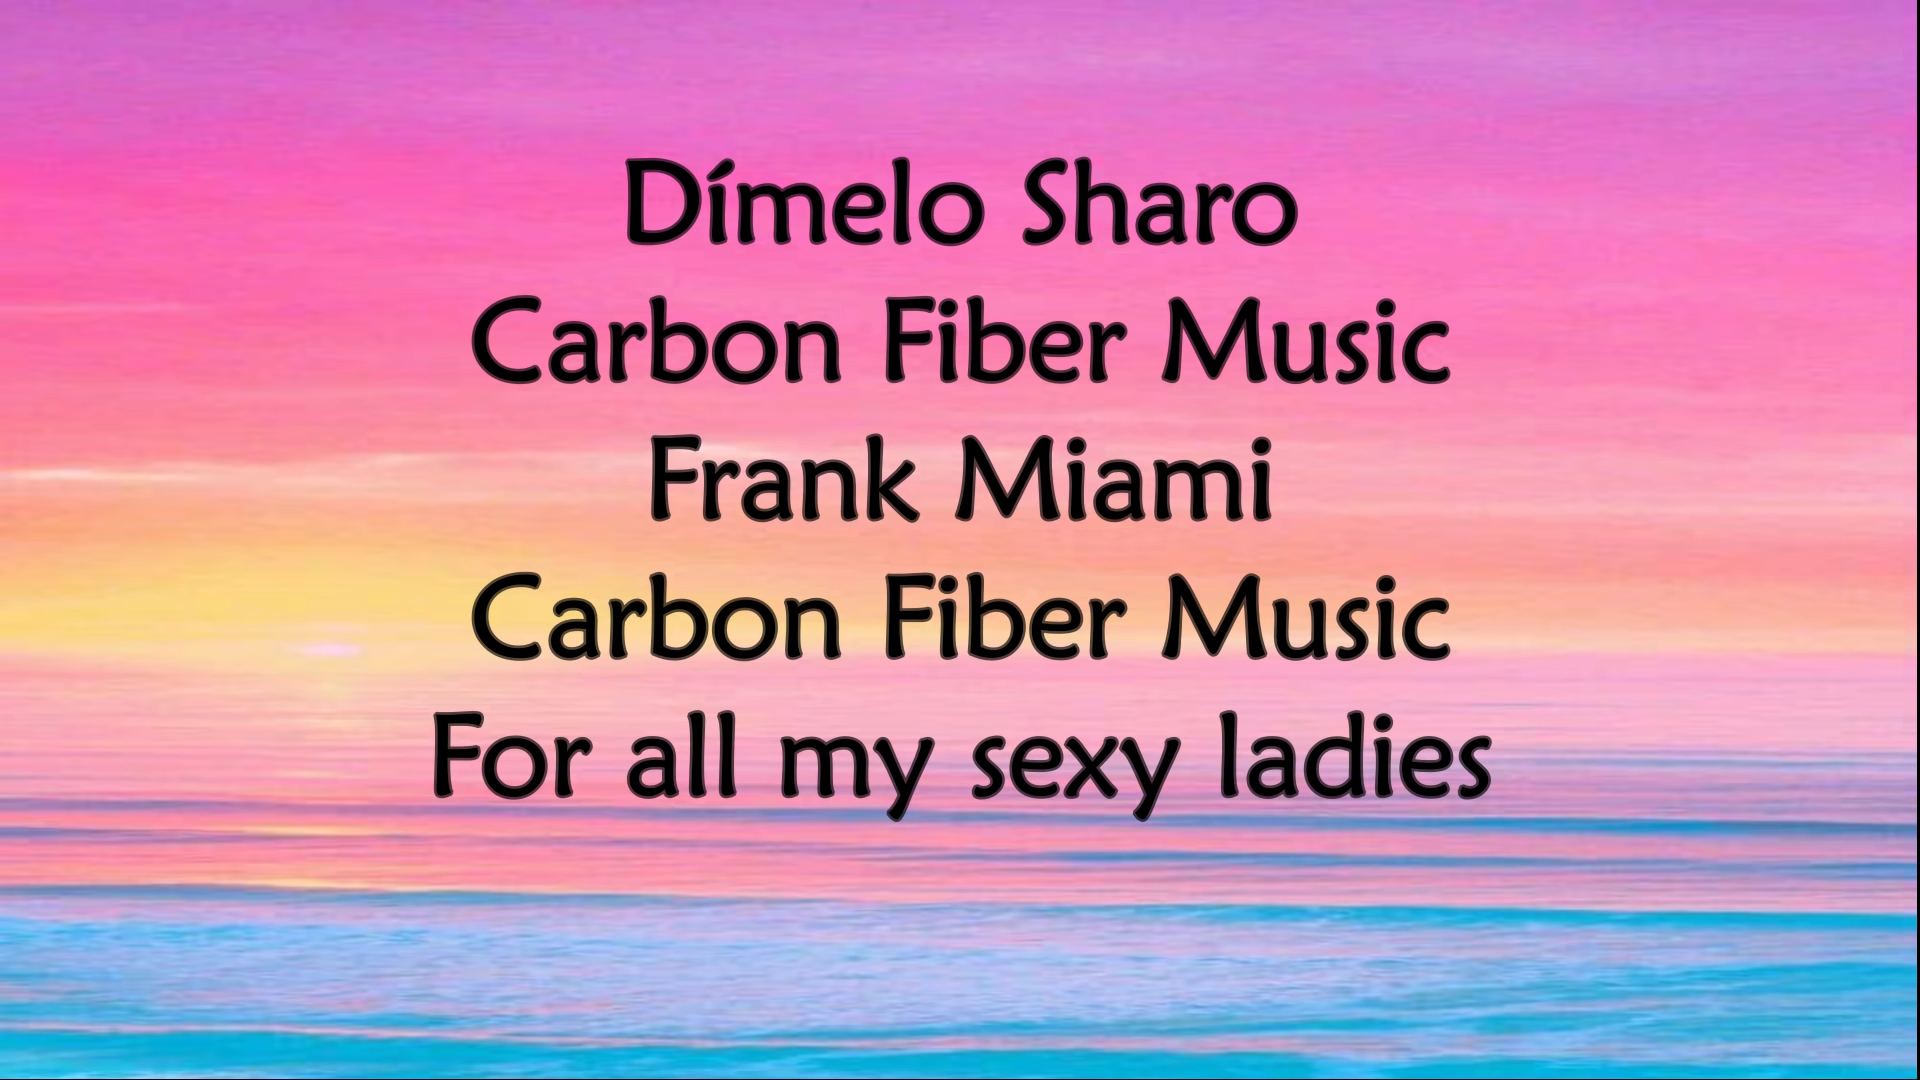 Dímelo Sharo
Carbon Fiber Music
Frank Miami
Carbon Fiber Music
For all my sexy ladies